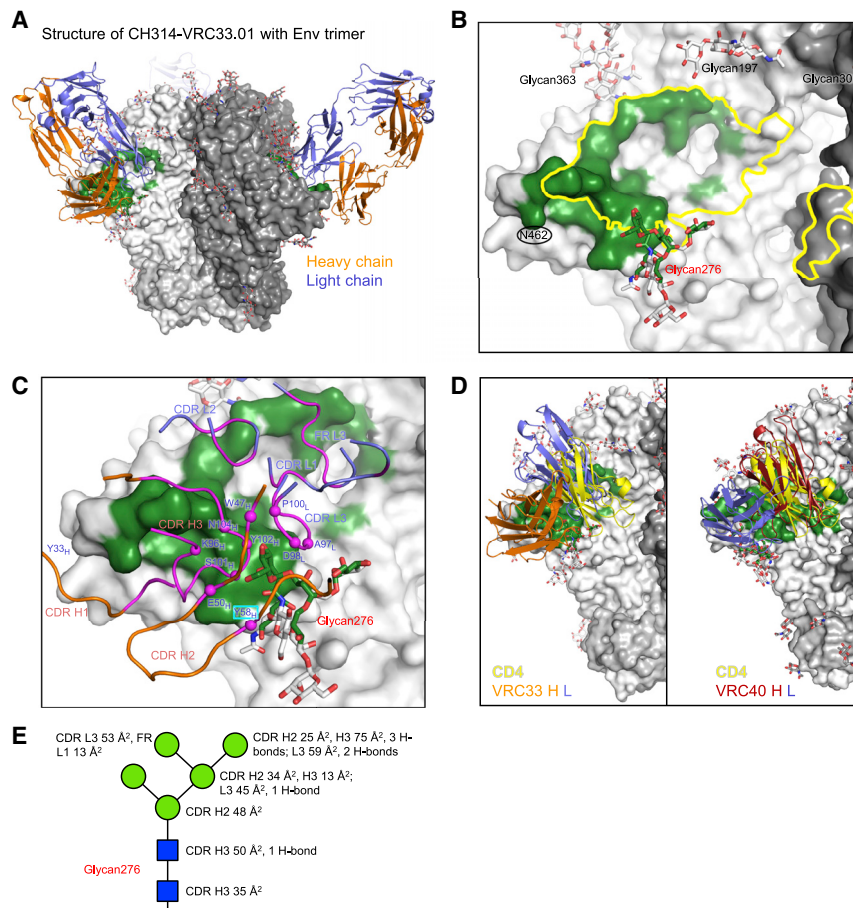 A
Structure of CH314-VRC33.01 with Env trimer
Heavy chain
Light chain
B
Glycan363
Glycan197
Glycan30
N462
Glycan276
C
CDR L2
FR L3
CDR L1
W47H
P100L
CDR H3
N104H
CDR L3
Y33H
Y102H
A97L
D98L
CDR H1
E50H
Y58H
Glycan276
CDR H2
D
CD4
VRC33 H L
CD4
VRC40 H L
E
CDR L3 53 Å², FR
L1 13 Å²
CDR H2 25 Å², H3 75 Å², 3 H-
bonds; L3 59 Å², 2 H-bonds
CDR H2 34 Å², H3 13 Å²;
L3 45 Å², 1 H-bond
CDR H2 48 Å²
CDR H3 50 Å², 1 H-bond
Glycan276
CDR H3 35 Å²